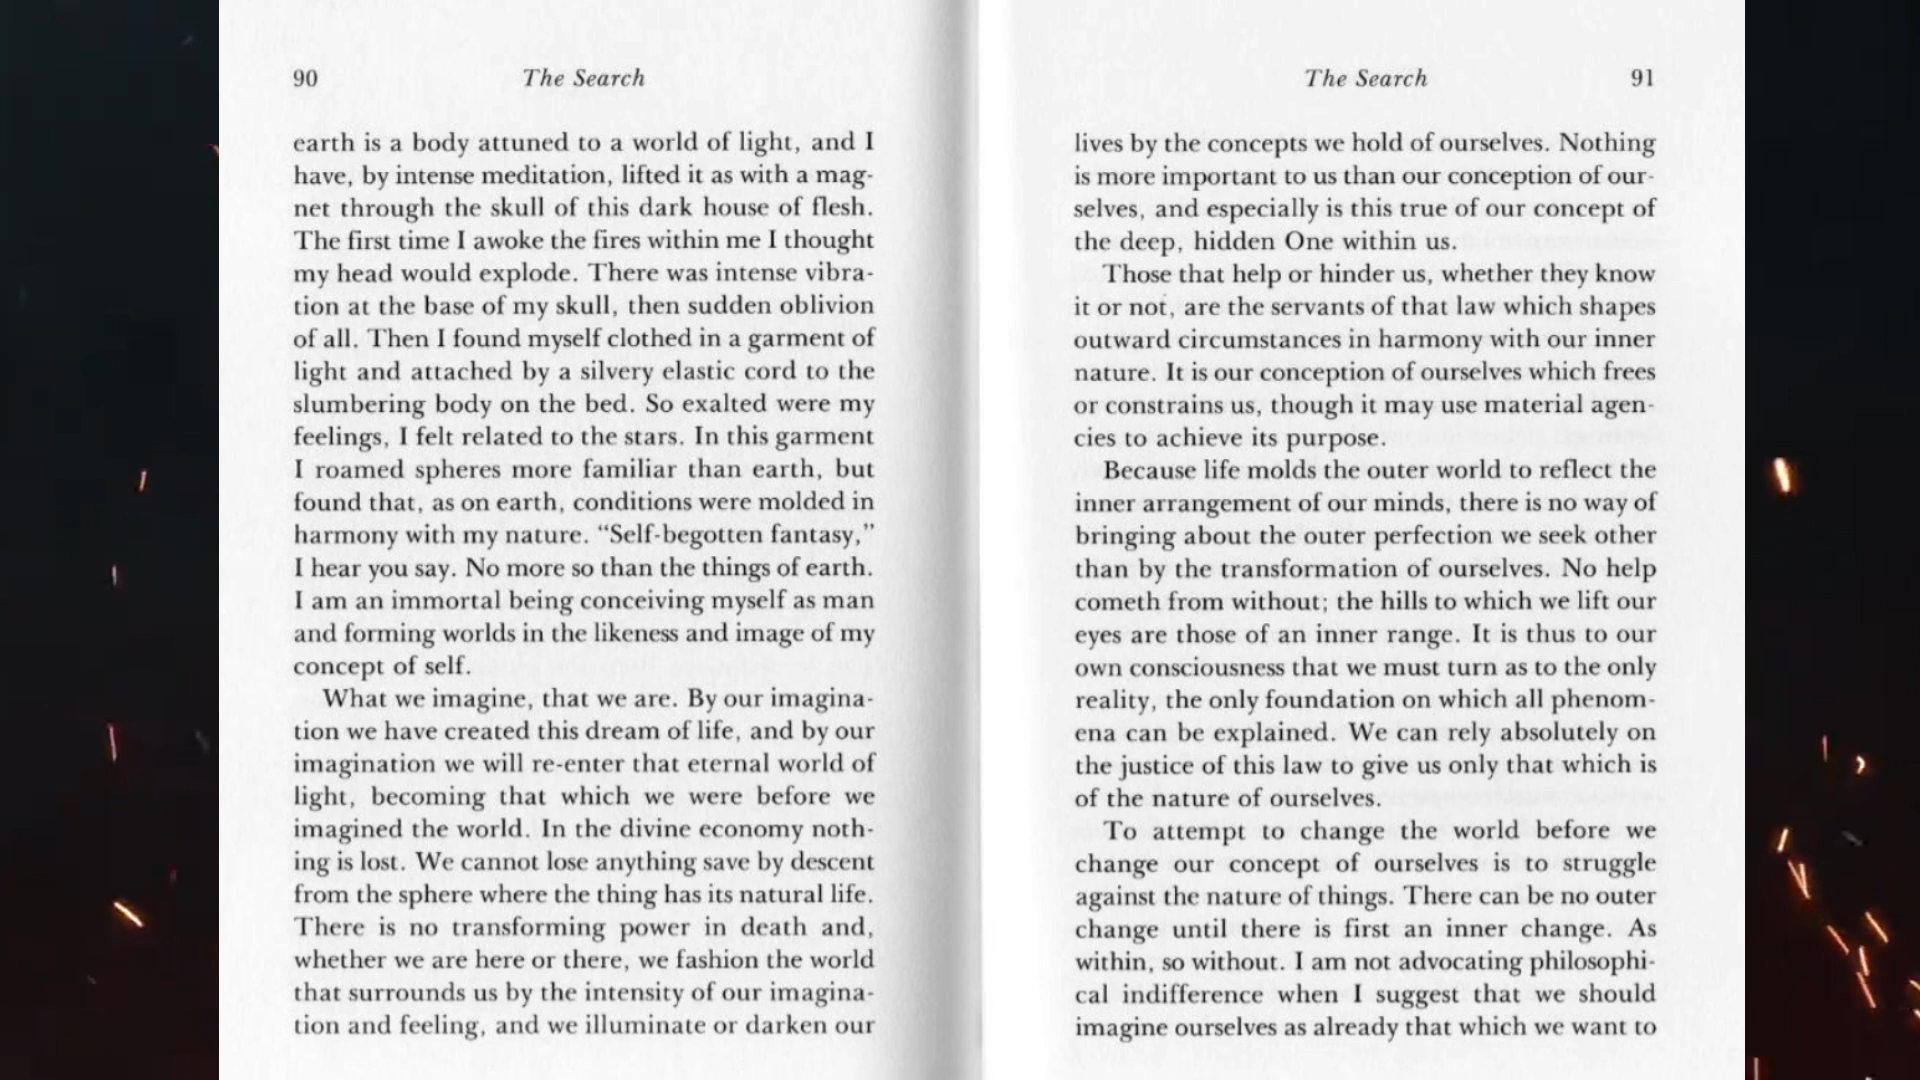 90
The Search
earth is a body attuned to a world of light, and I
have, by intense meditation, lifted it as with a mag-
net through the skull of this dark house of flesh.
The first time I awoke the fires within me I thought
my head would explode. There was intense vibra-
tion at the base of my skull, then sudden oblivion
of all. Then I found myself clothed in a garment of
light and attached by a silvery elastic cord to the
slumbering body on the bed. So exalted were my
feelings, I felt related to the stars. In this garment
I roamed spheres more familiar than earth, but
found that, as on earth, conditions were molded in
harmony with my nature. “Self-begotten fantasy,”
I hear you say. No more so than the things of earth.
I am an immortal being conceiving myself as man
and forming worlds in the likeness and image of my
concept of self.
What we imagine, that we are. By our imagina-
tion we have created this dream of life, and by our
imagination we will re-enter that eternal world of
light, becoming that which we were before we
imagined the world. In the divine economy noth-
ing is lost. We cannot lose anything save by descent
from the sphere where the thing has its natural life.
There is no transforming power in death and,
whether we are here or there, we fashion the world
that surrounds us by the intensity of our imagina-
tion and feeling, and we illuminate or darken our
The Search
91
lives by the concepts we hold of ourselves. Nothing
is more important to us than our conception of our-
selves, and especially is this true of our concept of
the deep, hidden One within us.
Those that help or hinder us, whether they know
it or not, are the servants of that law which shapes
outward circumstances in harmony with our inner
nature. It is our conception of ourselves which frees
or constrains us, though it may use material agen-
cies to achieve its purpose.
Because life molds the outer world to reflect the
inner arrangement of our minds, there is no way of
bringing about the outer perfection we seek other
than by the transformation of ourselves. No help
cometh from without; the hills to which we lift our
eyes are those of an inner range. It is thus to our
own consciousness that we must turn as to the only
reality, the only foundation on which all phenom-
ena can be explained. We can rely absolutely on
the justice of this law to give us only that which is
of the nature of ourselves.
To attempt to change the world before we
change our concept of ourselves is to struggle
against the nature of things. There can be no outer
change until there is first an inner change. As
within, so without. I am not advocating philosophi-
cal indifference when I suggest that we should
imagine ourselves as already that which we want to